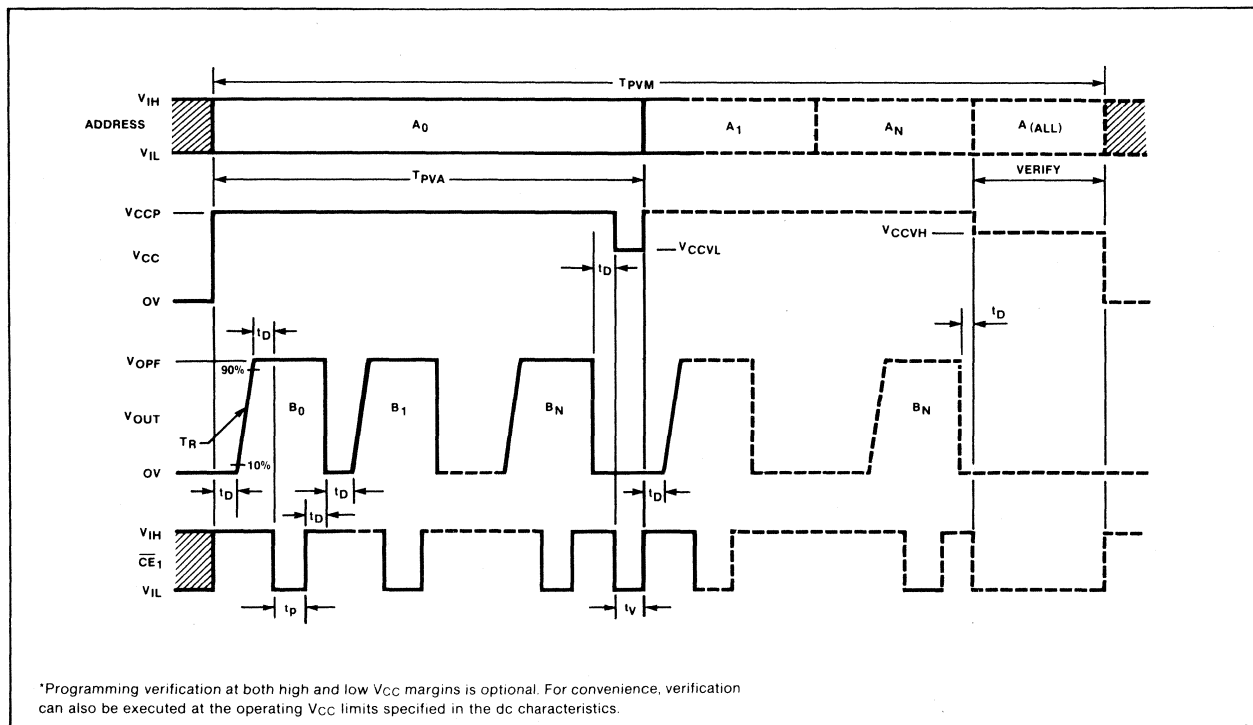 TPVM
VIH
ADDRESS
VIL
A0
A1
AN
A(ALL)
TPVA
VERIFY
VCCP
VCC
0V
tD
VCCVL
VCCVH
tD
tD
VOPF
90%
VOUT
TR
10%
0V
B0
B1
BN
BN
tD
tD
tD
tD
VIH
CE1
VIL
tP
tV
*Programming verification at both high and low VCC margins is optional. For convenience, verification
can also be executed at the operating VCC limits specified in the dc characteristics.